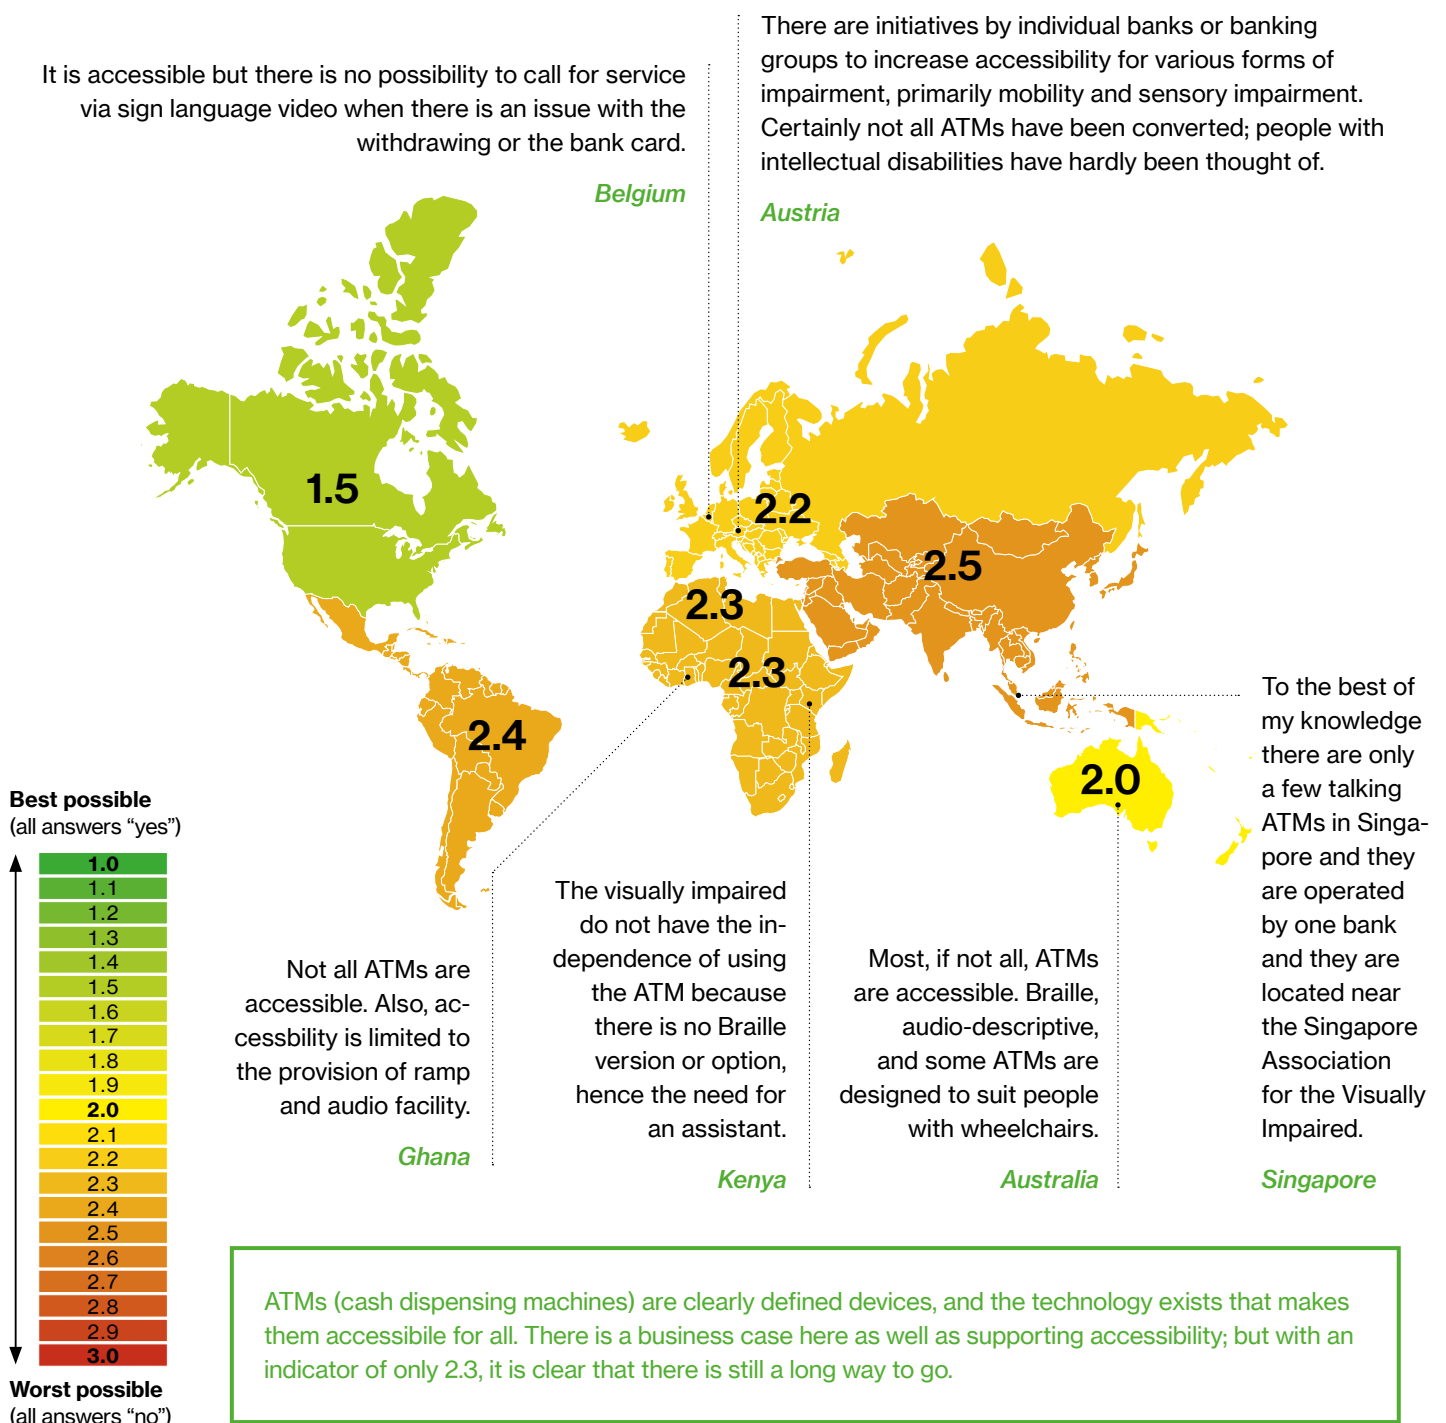 It is accessible but there is no possibility to call for service
via sign language video when there is an issue with the
withdrawing or the bank card.
Belgium
There are initiatives by individual banks or banking
groups to increase accessibility for various forms of
impairment, primarily mobility and sensory impairment.
Certainly not all ATMs have been converted; people with
intellectual disabilities have hardly been thought of.
Austria
1.5
2.2
2.5
2.3
2.3
2.4
2.0
To the best of
my knowledge
there are only
a few talking
ATMs in Singa-
pore and they
are operated
by one bank
and they are
located near
the Singapore
Association
for the Visually
Impaired.
Singapore
Best possible
(all answers “yes”)
1.0
1.1
1.2
1.3
1.4
1.5
1.6
1.7
1.8
1.9
2.0
2.1
2.2
2.3
2.4
2.5
2.6
2.7
2.8
2.9
3.0
Worst possible
(all answers “no”)
Not all ATMs are
accessible. Also, ac-
cessbility is limited to
the provision of ramp
and audio facility.
Ghana
The visually impaired
do not have the in-
dependence of using
the ATM because
there is no Braille
version or option,
hence the need for
an assistant.
Kenya
Most, if not all, ATMs
are accessible. Braille,
audio-descriptive,
and some ATMs are
designed to suit people
with wheelchairs.
Australia
ATMs (cash dispensing machines) are clearly defined devices, and the technology exists that makes
them accessibile for all. There is a business case here as well as supporting accessibility; but with an
indicator of only 2.3, it is clear that there is still a long way to go.